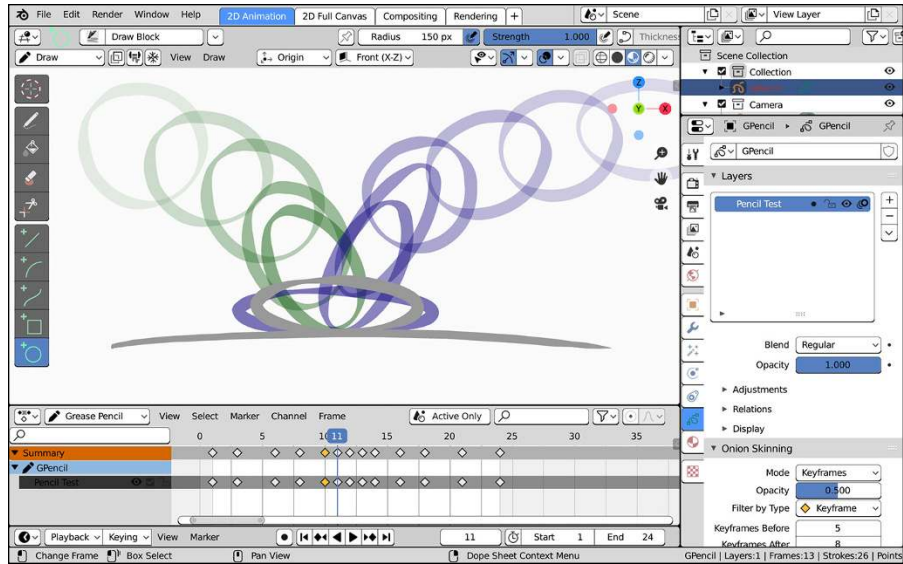 File Edit Render Window Help 2D Animation 2D Full Canvas Compositing Rendering + Scene View Layer
Draw Block Radius 150 px Strength 1.000 Thickness
Draw View Draw Origin Front (X-Z)
Scene Collection
Collection
Camera
Z
Y
X
GPencil GPencil
GPencil
Layers
Pencil Test
Blend Regular
Opacity 1.000
Adjustments
Relations
Display
Onion Skinning
Mode Keyframes
Opacity 0.500
Filter by Type Keyframe
Keyframes Before 5
Keyframes After 8
Grease Pencil View Select Marker Channel Frame Active Only
0 5 11 15 20 25 30 35
Summary
GPencil
Pencil Test
Playback Keying View Marker 11 Start 1 End 24
Change Frame Box Select Pan View Dope Sheet Context Menu GPencil | Layers:1 | Frames:13 | Strokes:26 | Points